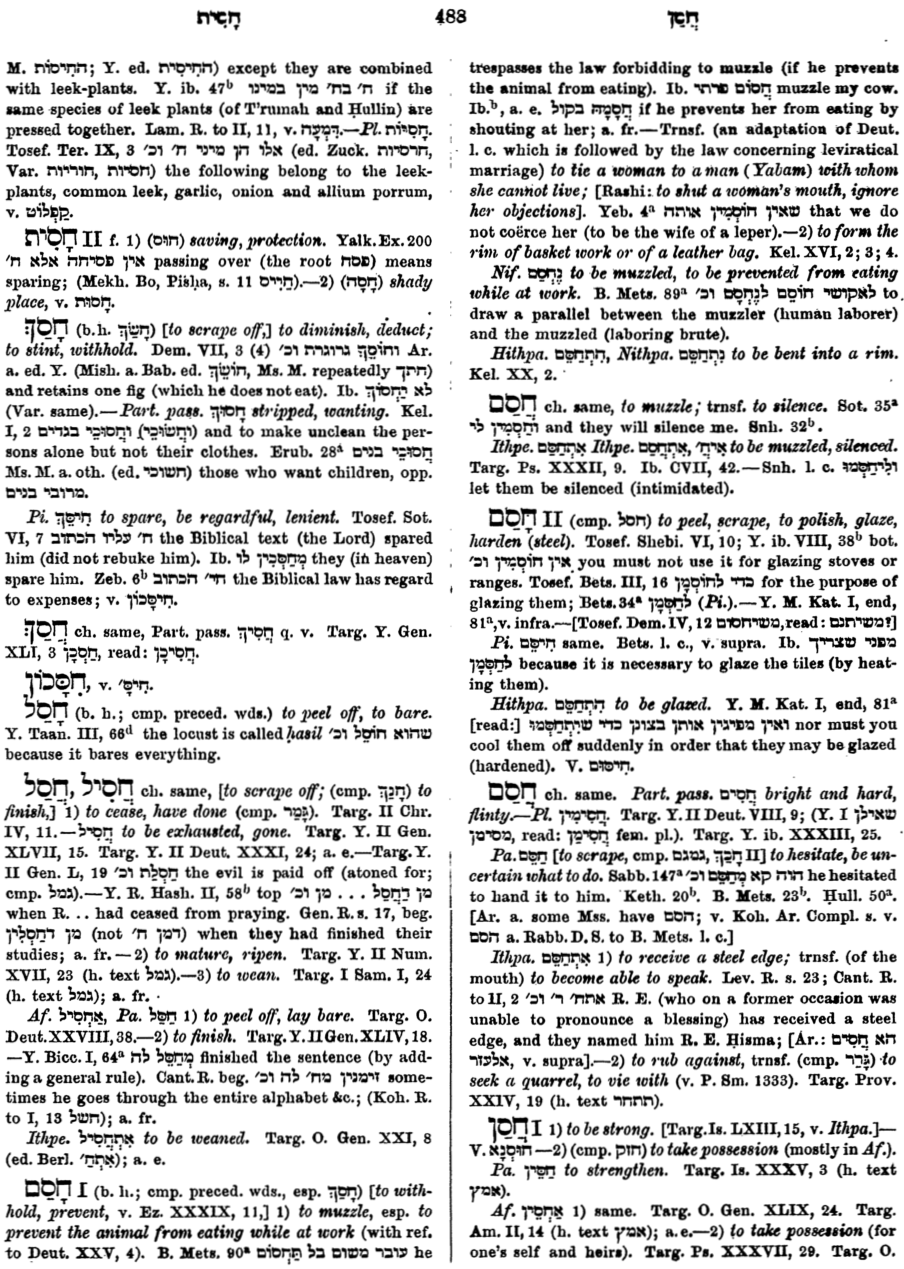 חָסִית 488 חֲסַן
M. החיסות; Y. ed. החיסית) except they are combined
with leek-plants. Y. ib. 47ᵇ ח׳ בח׳ מין במינו if the
same species of leek plants (of T'rumah and Ḥullin) are
pressed together. Lam. R. to II, 11, v. דִּמְעָה.—Pl. חֲסִיּוֹת.
Tosef. Ter. IX, 3 אלו הן מיני ח׳ וכ׳ (ed. Zuck. חרסיות,
Var. חסיות, חוריות) the following belong to the leek-
plants, common leek, garlic, onion and allium porrum,
v. קַפְלוֹט.
חָסִית II f. 1) (חוס) saving, protection. Yalk. Ex. 200
אין פסיחה אלא ח׳ passing over (the root פסח) means
sparing; (Mekh. Bo, Pisḥa, s. 11 חַיִיס).—2) (חָסָה) shady
place, v. חסות.
חָסַךְ (b. h. חָשַׂךְ) [to scrape off,] to diminish, deduct;
to stint, withhold. Dem. VII, 3 (4) וחוֹסֵךְ גרוגרת וכ׳ Ar.
a. ed. Y. (Mish. a. Bab. ed. חוֹשֵׂךְ, Ms. M. repeatedly חתך)
and retains one fig (which he does not eat). Ib. לא יַחְסוֹךְ
(Var. same).—Part. pass. חָסוּךְ stripped, wanting. Kel.
I, 2 וַחֲסוּכֵי בגדים (וַחֲשׂוּכֵי) and to make unclean the per-
sons alone but not their clothes. Erub. 28ᵃ חֲסוּכֵי בנים
Ms. M. a. oth. (ed. חשוכי) those who want children, opp.
מרובי בנים.
Pi. חִיסֵּךְ to spare, be regardful, lenient. Tosef. Sot.
VI, 7 ח׳ עליו הכתוב the Biblical text (the Lord) spared
him (did not rebuke him). Ib. מְחַסְּכִין לו they (in heaven)
spare him. Zeb. 6ᵇ חי׳ הכתוב the Biblical law has regard
to expenses; v. חִיסָּכוֹן.
חֲסַךְ ch. same, Part. pass. חֲסִיךְ q. v. Targ. Y. Gen.
XLI, 3 חַסְכָן, read: חֲסִיכָן.
חִסָּכוֹן, v. חִיסָּ׳.
חָסַל (b. h.; cmp. preced. wds.) to peel off, to bare.
Y. Taan. III, 66ᵈ the locust is called ḥasil שהוא חוֹסֵל וכ׳
because it bares everything.
חֲסַל, חֲסִיל ch. same, [to scrape off; (cmp. חָנַךְ) to
finish,] 1) to cease, have done (cmp. גְּמַר). Targ. II Chr.
IV, 11.—חֲסִיל to be exhausted, gone. Targ. Y. II Gen.
XLVII, 15. Targ. Y. II Deut. XXXI, 24; a. e.—Targ. Y.
II Gen. L, 19 חסלת וכ׳ the evil is paid off (atoned for;
cmp. גמל).—Y. R. Hash. II, 58ᵇ top מן דַּחֲסַל . . . מן וכ׳
when R. . . had ceased from praying. Gen. R. s. 17, beg.
מן דחַסְלִין (not דמן ח׳) when they had finished their
studies; a. fr.—2) to mature, ripen. Targ. Y. II Num.
XVII, 23 (h. text גמל).—3) to wean. Targ. I Sam. I, 24
(h. text גמל); a. fr.
Af. אַחְסִיל, Pa. חַסֵּל 1) to peel off, lay bare. Targ. O.
Deut. XXVIII, 38.—2) to finish. Targ. Y. II Gen. XLIV, 18.
—Y. Bicc. I, 64ᵃ מְחַסֵּל לה finished the sentence (by add-
ing a general rule). Cant. R. beg. זימנין מח׳ לה וכ׳ some-
times he goes through the entire alphabet &c.; (Koh. R.
to I, 13 חשל); a. fr.
Ithpe. אִתְחֲסִיל to be weaned. Targ. O. Gen. XXI, 8
(ed. Berl. אִתְחַ׳); a. e.
חָסַם I (b. h.; cmp. preced. wds., esp. חָסַךְ) [to with-
hold, prevent, v. Ez. XXXIX, 11,] 1) to muzzle, esp. to
prevent the animal from eating while at work (with ref.
to Deut. XXV, 4). B. Mets. 90ᵃ עובר משום בל תַּחְסוֹם he
trespasses the law forbidding to muzzle (if he prevents
the animal from eating). Ib. חֲסוֹם פרתי muzzle my cow.
Ib.ᵇ, a. e. חֲסָמָהּ בקול if he prevents her from eating by
shouting at her; a. fr.—Trnsf. (an adaptation of Deut.
l. c. which is followed by the law concerning leviratical
marriage) to tie a woman to a man (Yabam) with whom
she cannot live; [Rashi: to shut a woman's mouth, ignore
her objections]. Yeb. 4ᵃ שאין חוֹסְמִין אותה that we do
not coërce her (to be the wife of a leper).—2) to form the
rim of basket work or of a leather bag. Kel. XVI, 2; 3; 4.
Nif. נֶחְסַם to be muzzled, to be prevented from eating
while at work. B. Mets. 89ᵃ לאקושי חוסם לנֶחְסָם וכ׳ to
draw a parallel between the muzzler (human laborer)
and the muzzled (laboring brute).
Hithpa. הִתְחַסֵּם, Nithpa. נִתְחַסֵּם to be bent into a rim.
Kel. XX, 2.
חֲסַם ch. same, to muzzle; trnsf. to silence. Sot. 35ᵃ
וחַסְמִין לי and they will silence me. Snh. 32ᵇ.
Ithpe. אִתְחַסֵּם Ithpe. אִתְחֲסַם, אִיחְ׳ to be muzzled, silenced.
Targ. Ps. XXXII, 9. Ib. CVII, 42.—Snh. l. c. ולִיחַסְּמוּ
let them be silenced (intimidated).
חָסַם II (cmp. חסל) to peel, scrape, to polish, glaze,
harden (steel). Tosef. Shebi. VI, 10; Y. ib. VIII, 38ᵇ bot.
אין חוֹסְמִין וכ׳ you must not use it for glazing stoves or
ranges. Tosef. Bets. III, 16 כדי לחוֹסְמָן for the purpose of
glazing them; Bets. 34ᵃ לחַסְּמָן (Pi.).—Y. M. Kat. I, end,
81ᵃ, v. infra.—[Tosef. Dem. IV, 12 משיחסום, read: משיתנם?]
Pi. חִיסֵּם same. Bets. l. c., v. supra. Ib. מפני שצריך
לחַסְּמָן because it is necessary to glaze the tiles (by heat-
ing them).
Hithpa. הִתְחַסֵּם to be glazed. Y. M. Kat. I, end, 81ᵃ
[read:] ואין מפיגין אותן בצונן כדי שיִתְחַסְּמוּ nor must you
cool them off suddenly in order that they may be glazed
(hardened). V. חִיסּוּם.
חֲסַם ch. same. Part. pass. חֲסִים bright and hard,
flinty.—Pl. חֲסִימִין. Targ. Y. II Deut. VIII, 9; (Y. I שאילן
מסימן, read: חֲסִימָן fem. pl.). Targ. Y. ib. XXXIII, 25.
Pa. חַסֵּם [to scrape, cmp. גמגם, חָכַךְ II] to hesitate, be un-
certain what to do. Sabb. 147ᵃ הוה קא מְחַסֵּם וכ׳ he hesitated
to hand it to him. Keth. 20ᵇ. B. Mets. 23ᵇ. Ḥull. 50ᵃ.
[Ar. a. some Mss. have הסם; v. Koh. Ar. Compl. s. v.
הסם a. Rabb. D. S. to B. Mets. l. c.]
Ithpa. אִתְחַסֵּם 1) to receive a steel edge; trnsf. (of the
mouth) to become able to speak. Lev. R. s. 23; Cant. R.
to II, 2 אתח׳ ר׳ וכ׳ R. E. (who on a former occasion was
unable to pronounce a blessing) has received a steel
edge, and they named him R. E. Ḥisma; [Ar.: הא חֲסִים
אלעזר, v. supra].—2) to rub against, trnsf. (cmp. גָּרַר) to
seek a quarrel, to vie with (v. P. Sm. 1333). Targ. Prov.
XXIV, 19 (h. text תתחר).
חֲסַן I 1) to be strong. [Targ. Is. LXIII, 15, v. Ithpa.]—
V. חוּסְנָא.—2) (cmp. חזק) to take possession (mostly in Af.).
Pa. חַסֵּין to strengthen. Targ. Is. XXXV, 3 (h. text
אמץ).
Af. אַחְסֵין 1) same. Targ. O. Gen. XLIX, 24. Targ.
Am. II, 14 (h. text אמץ); a. e.—2) to take possession (for
one's self and heirs). Targ. Ps. XXXVII, 29. Targ. O.